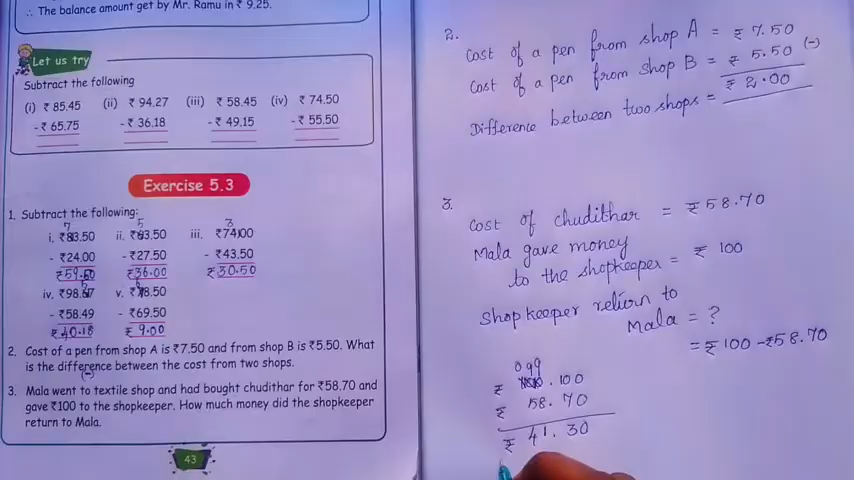 ∴ The balance amount get by Mr. Ramu in ₹ 9.25.
Let us try
Subtract the following
(i) ₹ 85.45 (ii) ₹ 94.27 (iii) ₹ 58.45 (iv) ₹ 74.50
- ₹ 65.75 - ₹ 36.18 - ₹ 49.15 - ₹ 55.50
Exercise 5.3
1. Subtract the following:
7 5 3
i. ₹83.50 ii. ₹63.50 iii. ₹74.00
- ₹24.00 - ₹27.50 - ₹43.50
₹59.50 ₹36.00 ₹30.50
iv. ₹98.67 v. ₹78.50
- ₹58.49 - ₹69.50
₹40.18 ₹9.00
2. Cost of a pen from shop A is ₹7.50 and from shop B is ₹5.50. What
is the difference between the cost from two shops.
(-)
3. Mala went to textile shop and had bought chudithar for ₹58.70 and
gave ₹100 to the shopkeeper. How much money did the shopkeeper
return to Mala.
43
2.
Cost of a pen from shop A = ₹ 7.50
Cost of a pen from shop B = ₹ 5.50 (-)
Difference between two shops = ₹ 2.00
3.
Cost of chudithar = ₹58.70
Mala gave money
to the shopkeeper = ₹ 100
Shopkeeper return to
Mala = ?
= ₹ 100 - ₹58.70
099
₹ 100.100
₹ 58.70
₹ 41.30